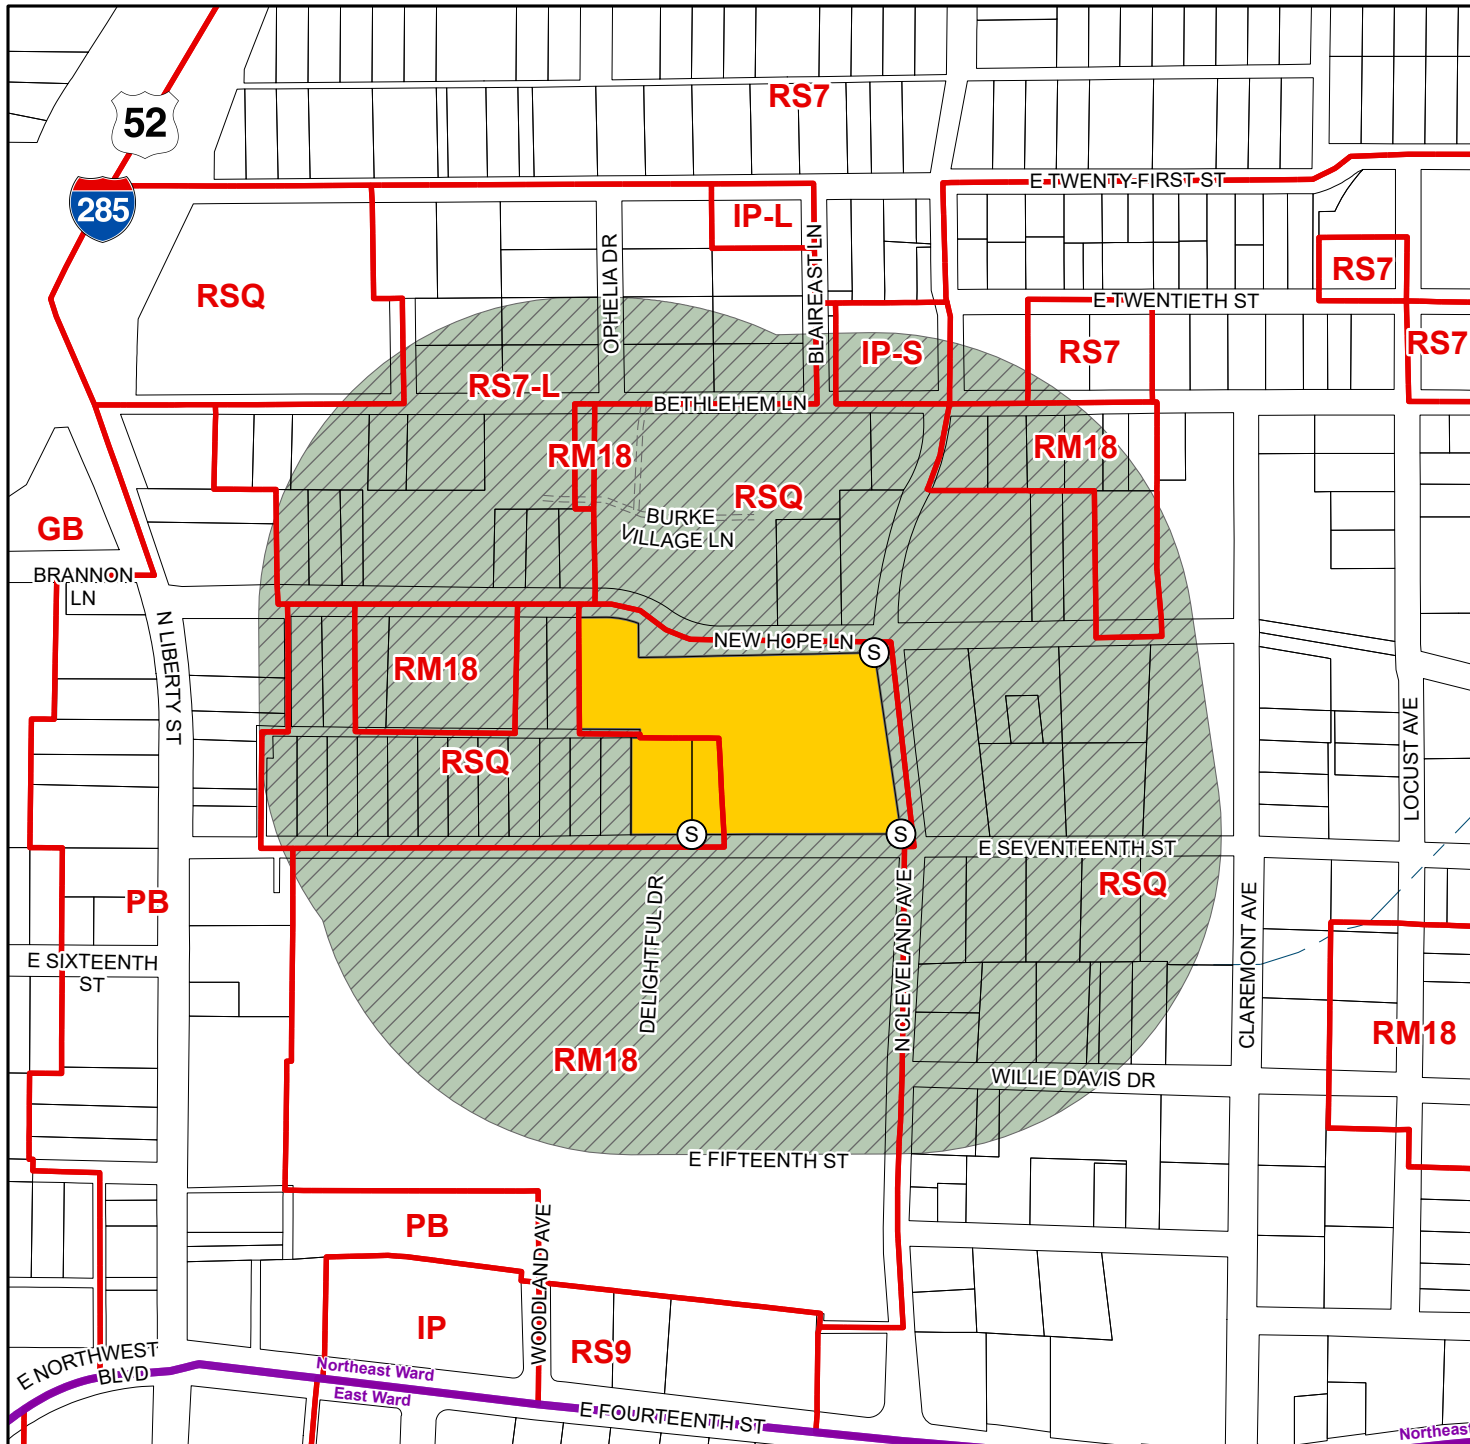 RS7
52
E TWENTY-FIRST ST
285
IP-L
OPHELIA DR
BLAIREAST LN
RS7
RSQ
E TWENTIETH ST
RS7
IP-S
RS7
RS7-L
BETHLEHEM LN
RM18
RM18
RSQ
GB
BURKE
VILLAGE LN
BRANNON
LN
N LIBERTY ST
NEW HOPE LN
S
RM18
RSQ
LOCUST AVE
S
S
E SEVENTEENTH ST
RSQ
PB
DELIGHTFUL DR
N CLEVELAND AVE
CLAREMONT AVE
E SIXTEENTH
ST
RM18
RM18
WILLIE DAVIS DR
E FIFTEENTH ST
PB
WOODLAND AVE
IP
RS9
E NORTHWEST
BLVD
Northeast Ward
East Ward
E FOURTEENTH ST
Northeast